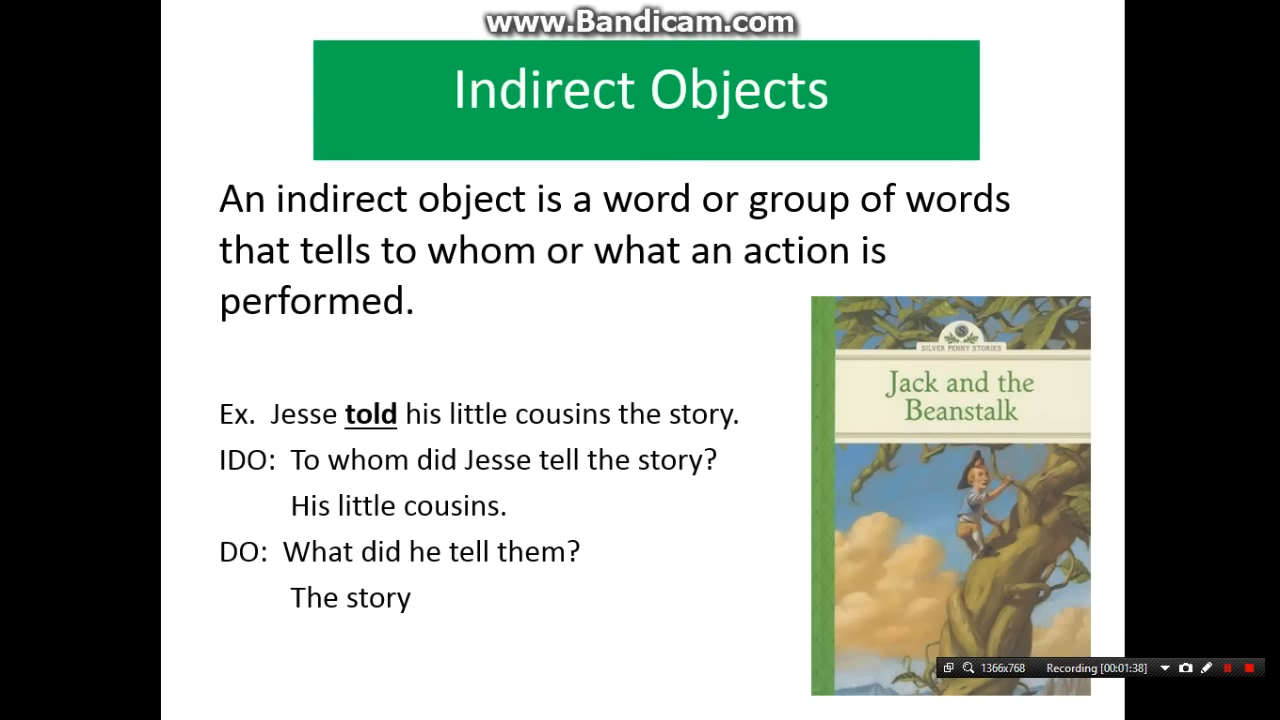 www.Bandicam.com
Indirect Objects
An indirect object is a word or group of words
that tells to whom or what an action is
performed.
SILVER PENNY STORIES
Jack and the
Beanstalk
Ex.  Jesse told his little cousins the story.
IDO:  To whom did Jesse tell the story?
His little cousins.
DO:  What did he tell them?
The story
1366x768 Recording [00:01:38]